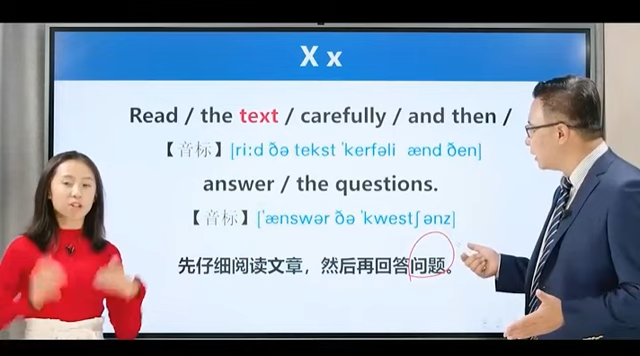 X x
Read / the text / carefully / and then /
【音标】[ri:d ðə tekst ˈkerfəli ænd ðen]
answer / the questions.
【音标】[ˈænswər ðə ˈkwestʃənz]
先仔细阅读文章，然后再回答问题。